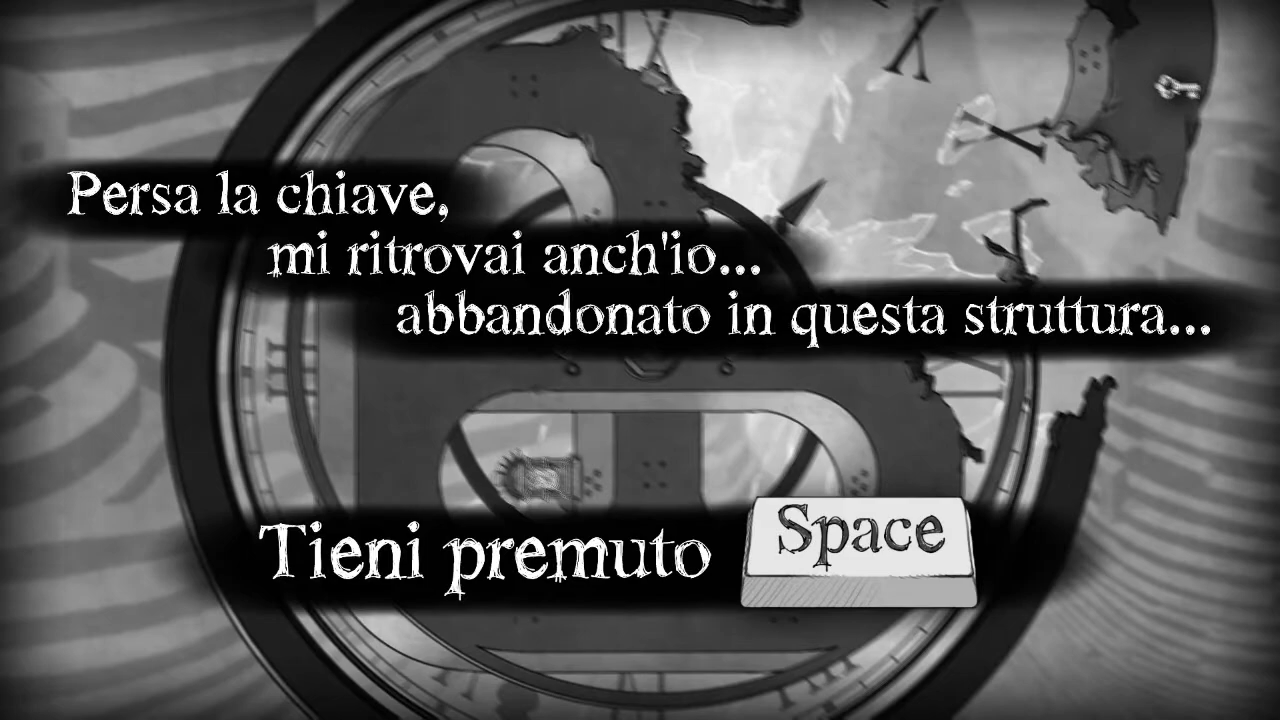 Persa la chiave,
mi ritrovai anch'io...
abbandonato in questa struttura...
Tieni premuto Space